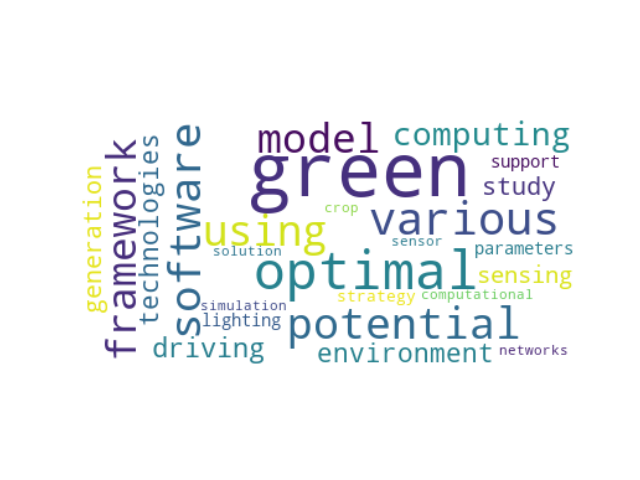 generation
framework
technologies
software
model
computing
green
support
study
crop
various
using
sensor
solution
parameters
optimal
sensing
strategy
computational
simulation
lighting
potential
driving
environment
networks